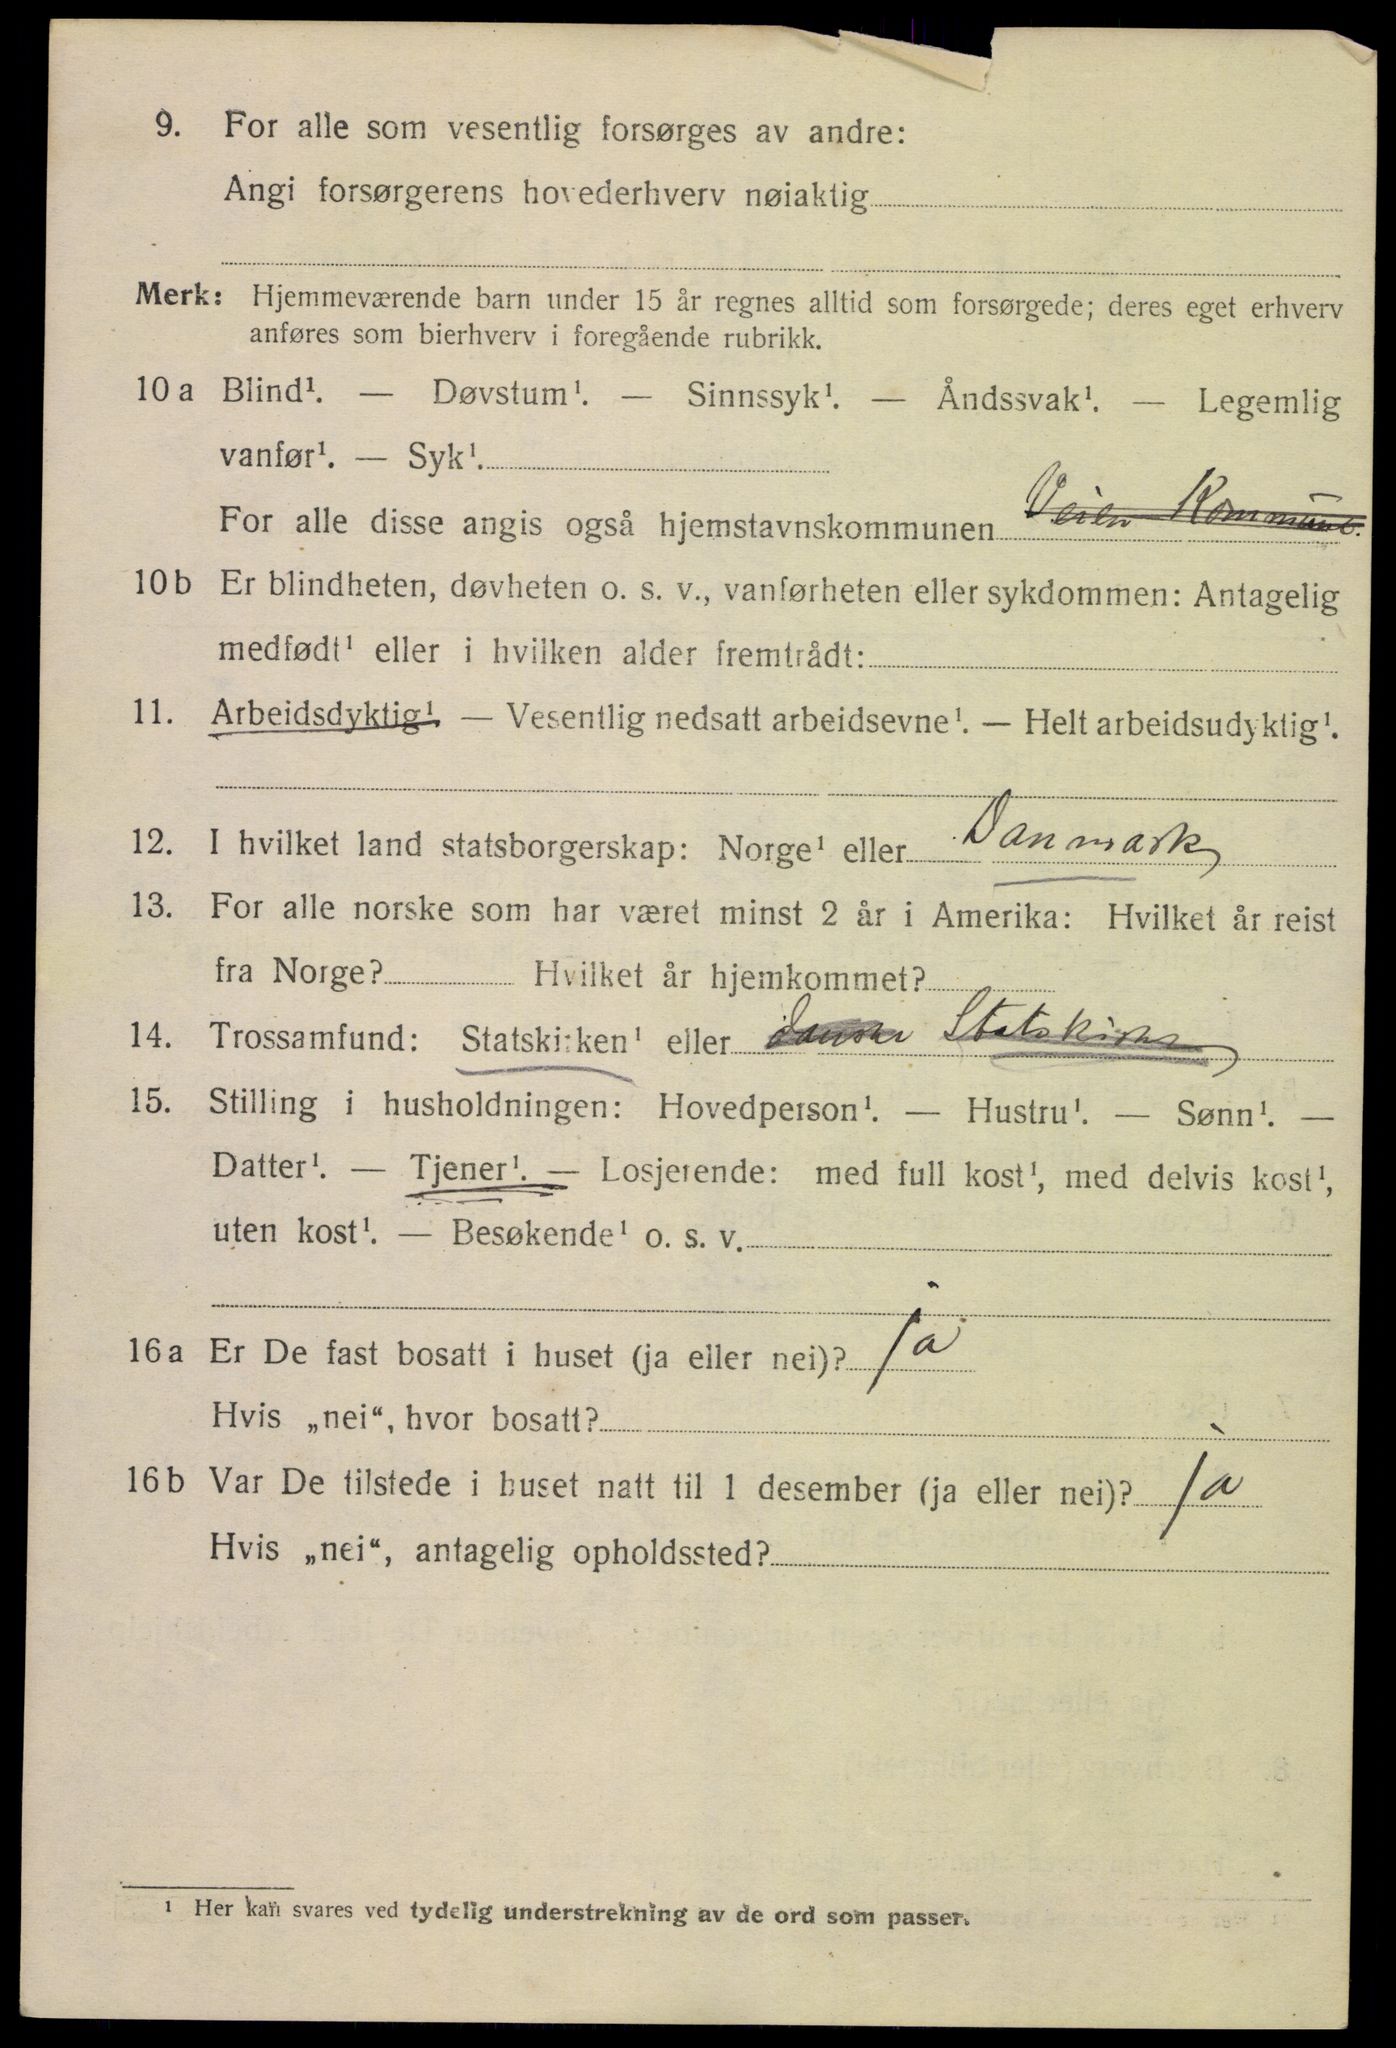 9. For alle som vesentlig forsørges av andre:
Angi forsørgerens hovederhverv nøiaktig
Merk: Hjemmeværende barn under 15 år regnes alltid som forsørgede; deres eget erhverv
anføres som bierhverv i foregående rubrikk.
10 a Blind¹. — Døvstum¹. — Sinnssyk¹. — Åndssvak¹. — Legemlig
vanfør¹. — Syk¹.
For alle disse angis også hjemstavnskommunen Veien Kommune.
10 b Er blindheten, døvheten o. s. v., vanførheten eller sykdommen: Antagelig
medfødt¹ eller i hvilken alder fremtrådt:
11. Arbeidsdyktig¹ — Vesentlig nedsatt arbeidsevne¹. — Helt arbeidsudyktig¹.
12. I hvilket land statsborgerskap: Norge¹ eller Danmark
13. For alle norske som har været minst 2 år i Amerika: Hvilket år reist
fra Norge? Hvilket år hjemkommet?
14. Trossamfund: Statskirken¹ eller danske Statskirke
15. Stilling i husholdningen: Hovedperson¹. — Hustru¹. — Sønn¹. —
Datter¹. — Tjener¹. — Losjerende: med full kost¹, med delvis kost¹,
uten kost¹. — Besøkende¹ o. s. v.
16 a Er De fast bosatt i huset (ja eller nei)? ja
Hvis „nei“, hvor bosatt?
16 b Var De tilstede i huset natt til 1 desember (ja eller nei)? ja
Hvis „nei“, antagelig opholdssted?
¹ Her kan svares ved tydelig understrekning av de ord som passer.